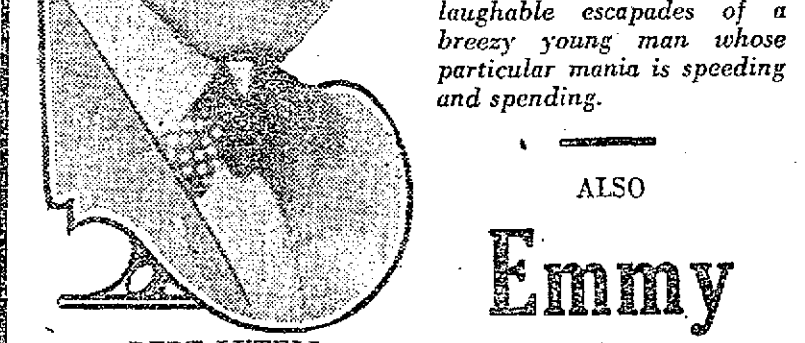 laughable escapades of a
breezy young man whose
particular mania is speeding
and spending.
ALSO
Emmy